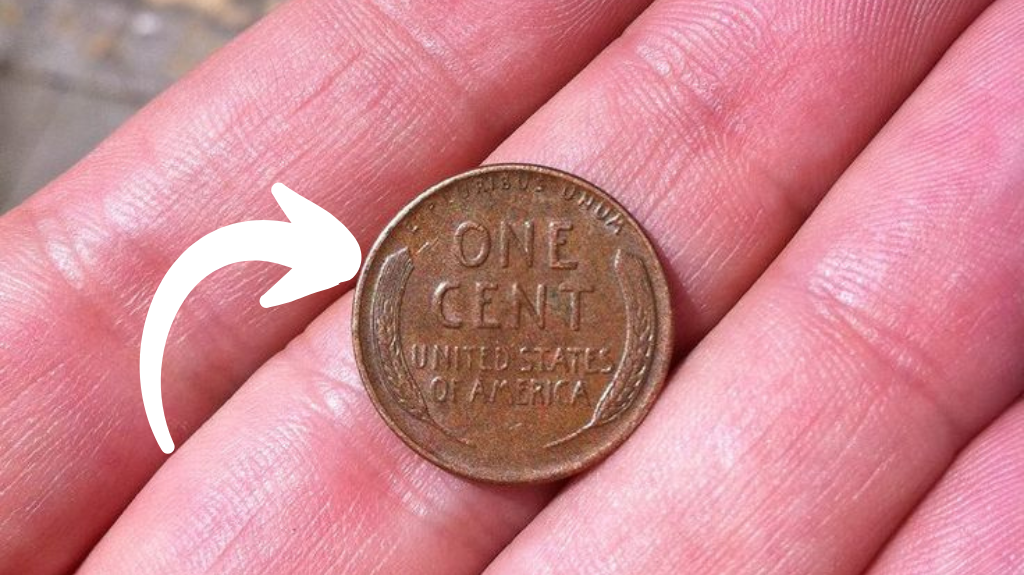 PLURIBUS UNUM
ONE
CENT
UNITED STATES
OF AMERICA